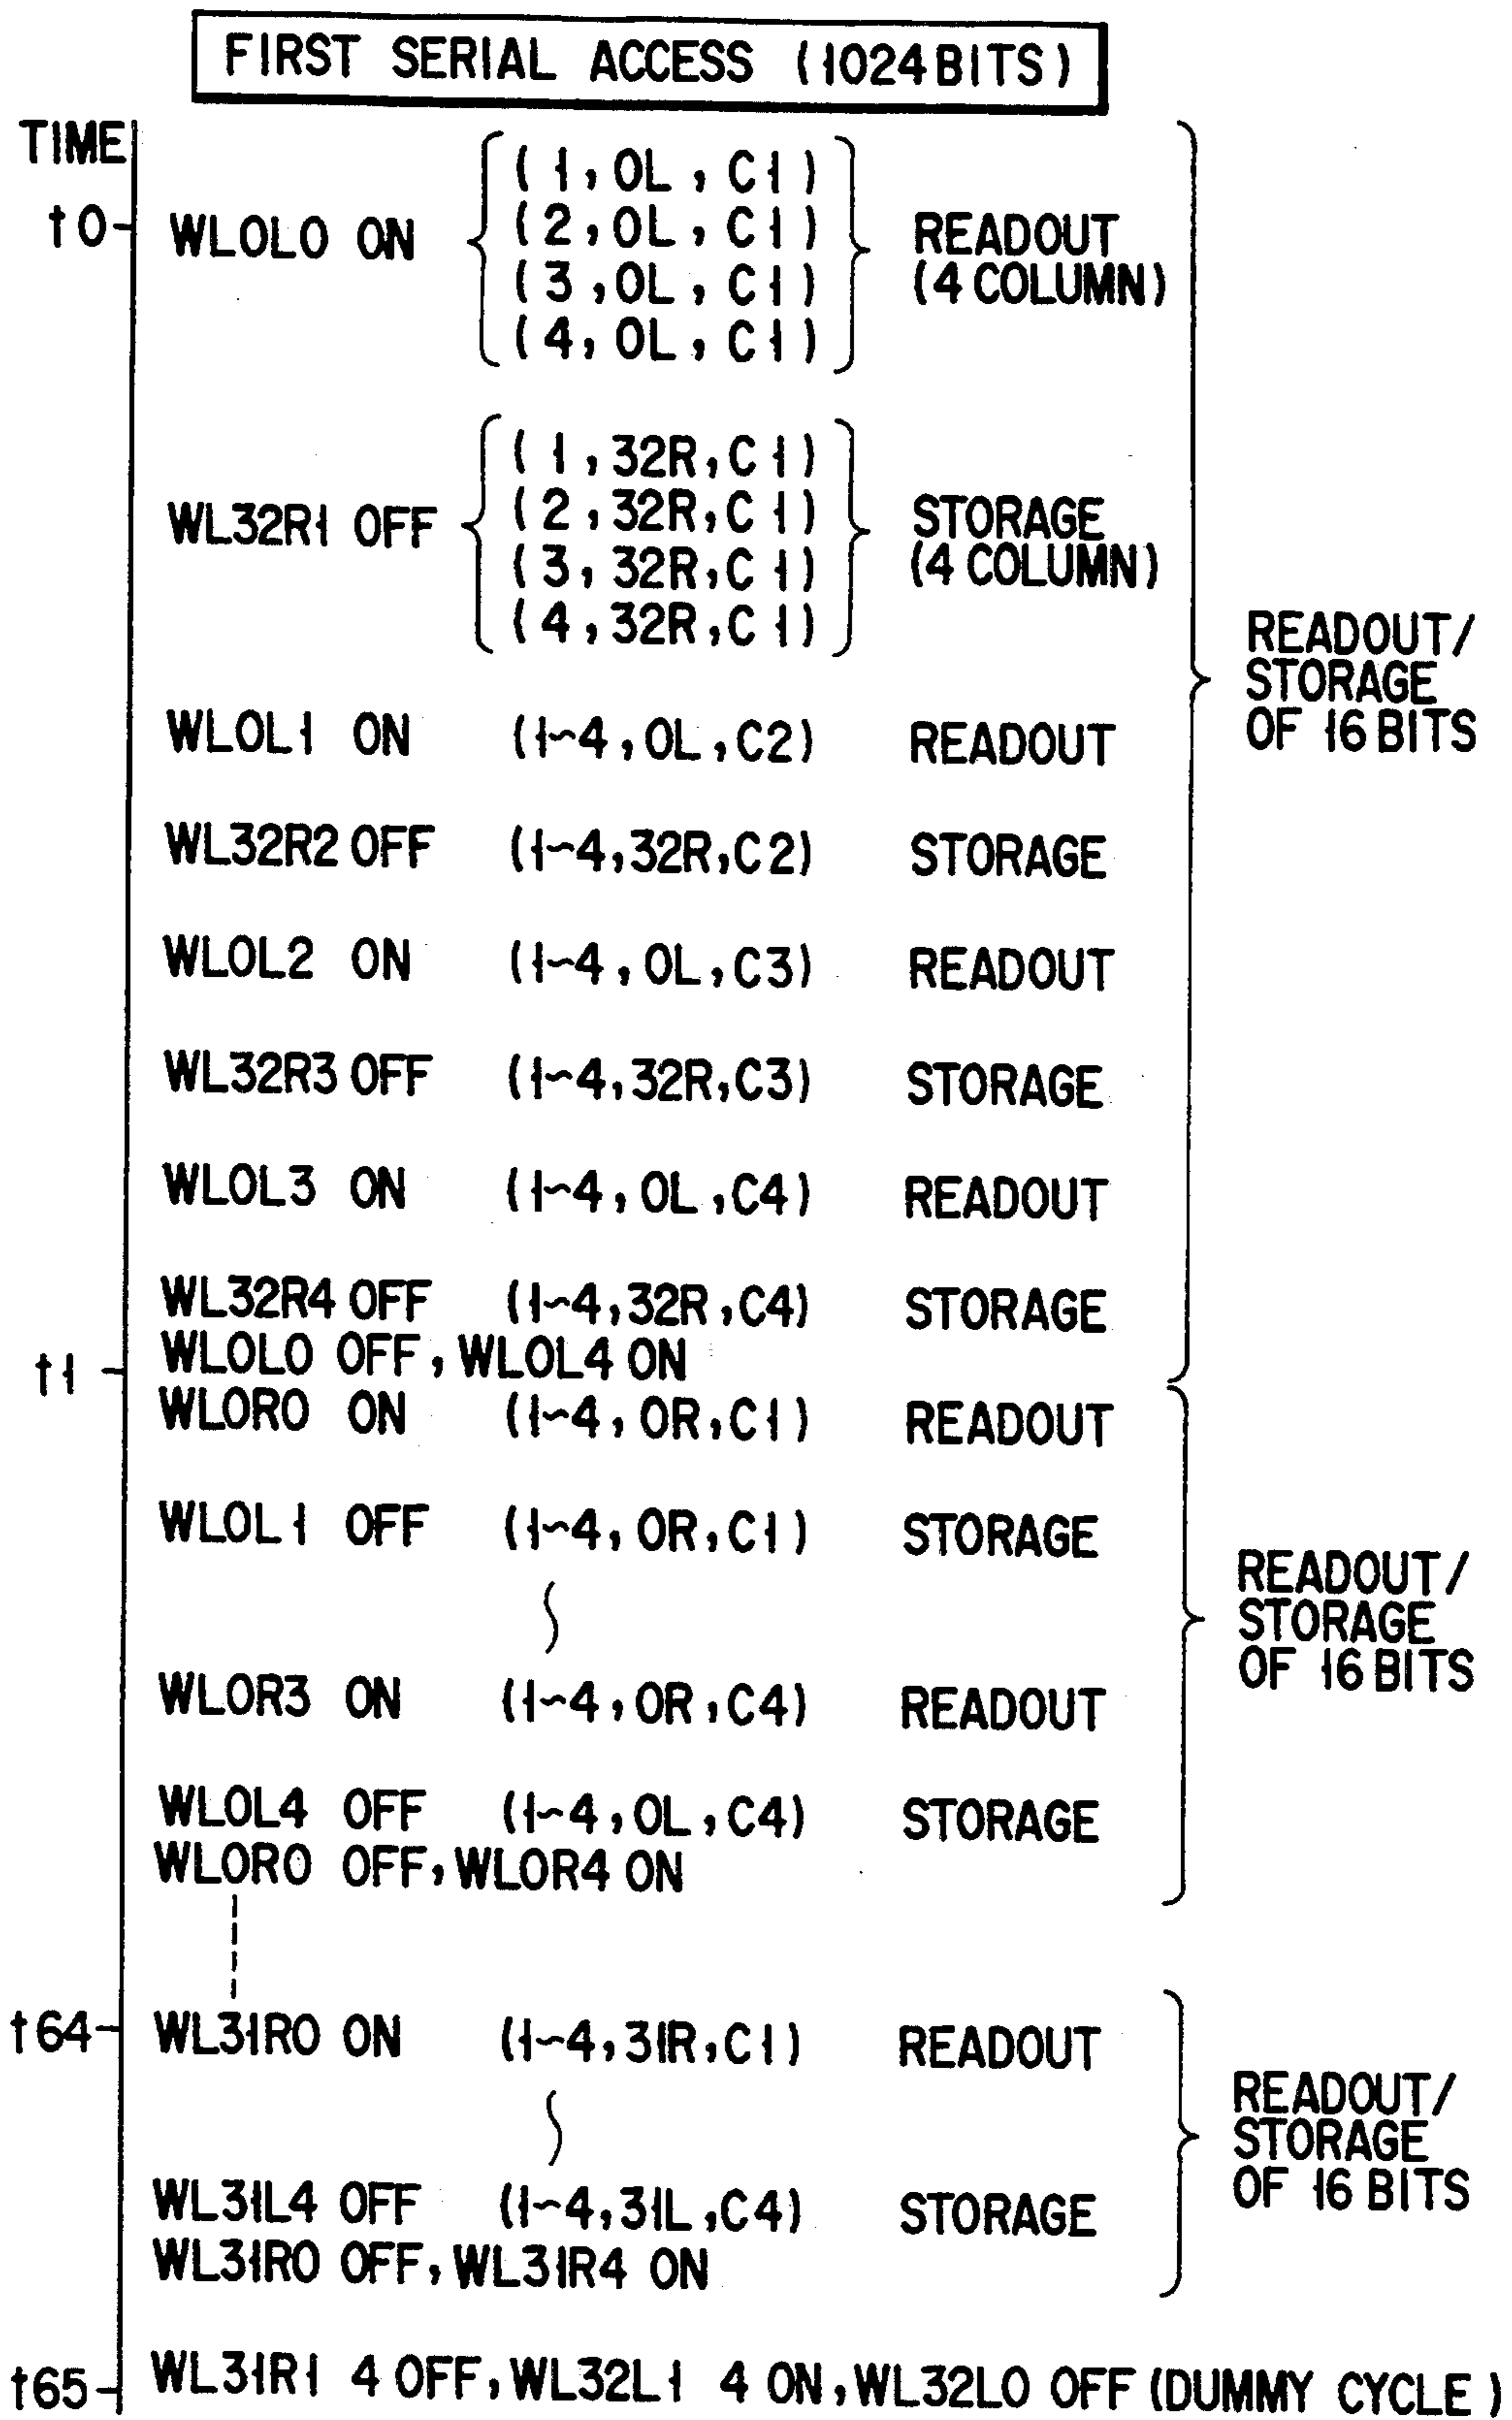 FIRST SERIAL ACCESS (1024BITS)
TIME
t0
WL0L0 ON
(1,0L,C1)
(2,0L,C1)
(3,0L,C1)
(4,0L,C1)
READOUT
(4 COLUMN)
WL32R1 OFF
(1,32R,C1)
(2,32R,C1)
(3,32R,C1)
(4,32R,C1)
STORAGE
(4 COLUMN)
READOUT/
STORAGE
OF 16 BITS
WL0L1 ON (1~4,0L,C2) READOUT
WL32R2 OFF (1~4,32R,C2) STORAGE
WL0L2 ON (1~4,0L,C3) READOUT
WL32R3 OFF (1~4,32R,C3) STORAGE
WL0L3 ON (1~4,0L,C4) READOUT
WL32R4 OFF (1~4,32R,C4) STORAGE
WL0L0 OFF, WL0L4 ON
t1
WL0R0 ON (1~4,0R,C1) READOUT
WL0L1 OFF (1~4,0R,C1) STORAGE
READOUT/
STORAGE
OF 16 BITS
WL0R3 ON (1~4,0R,C4) READOUT
WL0L4 OFF (1~4,0L,C4) STORAGE
WL0R0 OFF, WL0R4 ON
t64 WL31R0 ON (1~4,31R,C1) READOUT
READOUT/
STORAGE
OF 16 BITS
WL31L4 OFF (1~4,31L,C4) STORAGE
WL31R0 OFF, WL31R4 ON
t65 WL31R1 4 OFF, WL32L1 4 ON, WL32L0 OFF (DUMMY CYCLE)